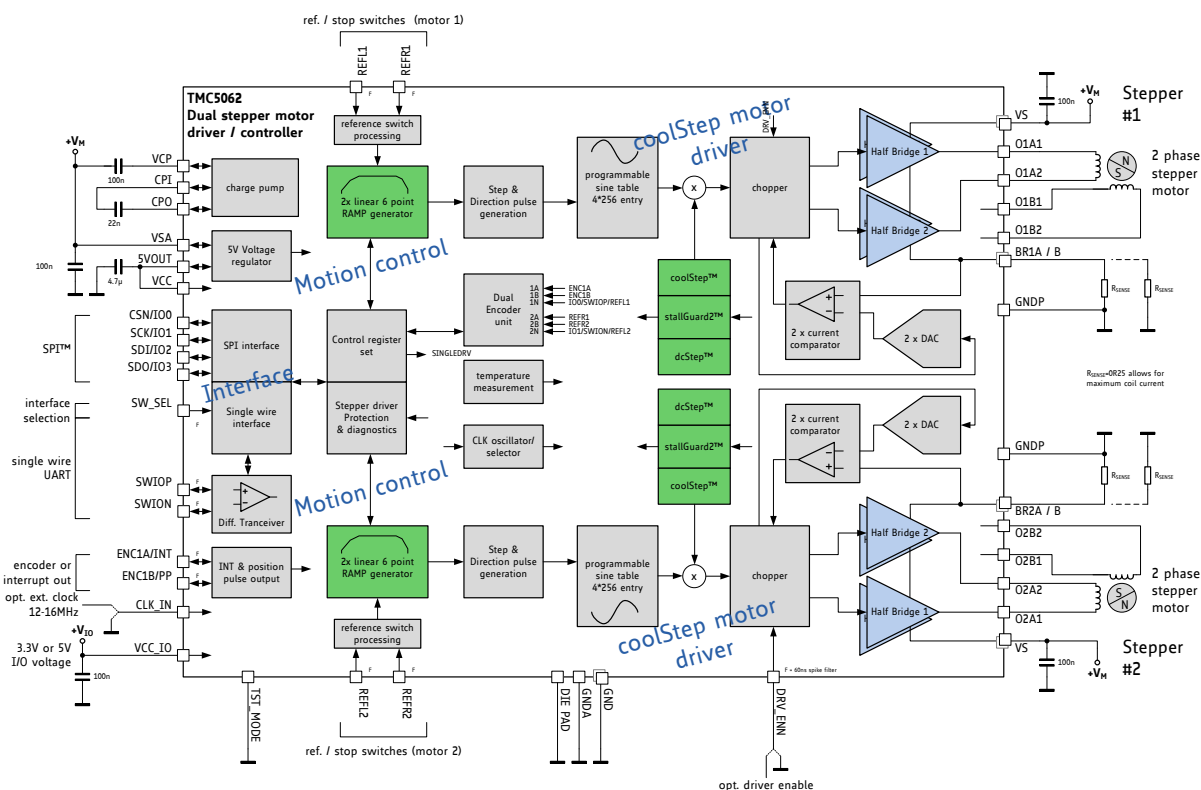 ref. / stop switches (motor 1)
REFL1
REFR1
F
F
TMC5062
Dual stepper motor
driver / controller
reference switch
processing
coolStep motor
driver
DRV_ENN
+VM
100n
VS
Stepper
#1
+VM
VCP
100n
CPI
CPO
22n
charge pump
2x linear 6 point
RAMP generator
Step &
Direction pulse
generation
programmable
sine table
4*256 entry
x
chopper
Half Bridge 1
Half Bridge 2
O1A1
O1A2
O1B1
O1B2
N
S
2 phase
stepper
motor
VSA
5VOUT
VCC
100n
4.7µ
5V Voltage
regulator
Motion control
BR1A / B
RSENSE
RSENSE
GNDP
coolStep™
stallGuard2™
dcStep™
2 x current
comparator
+
−
2 x DAC
Dual
Encoder
unit
1A
1B
1N
ENC1A
ENC1B
IO0/SWIOP/REFL1
2A
2B
2N
REFR1
REFR2
IO1/SWION/REFL2
SPI™
CSN/IO0
SCK/IO1
SDI/IO2
SDO/IO3
SPI interface
Interface
Control register
set
SINGLEDRV
temperature
measurement
RSENSE=0R25 allows for
maximum coil current
interface
selection
SW_SEL
F
Single wire
interface
Stepper driver
Protection
& diagnostics
CLK oscillator/
selector
dcStep™
stallGuard2™
coolStep™
2 x current
comparator
−
+
2 x DAC
GNDP
RSENSE
RSENSE
single wire
UART
SWIOP
SWION
F
F
+
−
Diff. Tranceiver
Motion control
BR2A / B
encoder or
interrupt out
ENC1A/INT
ENC1B/PP
F
F
INT & position
pulse output
2x linear 6 point
RAMP generator
Step &
Direction pulse
generation
programmable
sine table
4*256 entry
x
chopper
Half Bridge 2
Half Bridge 1
O2B2
O2B1
O2A2
O2A1
S
N
2 phase
stepper
motor
opt. ext. clock
12-16MHz
CLK_IN
+VIO
3.3V or 5V
I/O voltage
VCC_IO
100n
reference switch
processing
F
F
coolStep motor
driver
F = 60ns spike filter
VS
100n
+VM
Stepper
#2
TST_MODE
REFL2
REFR2
DIE PAD
GNDA
GND
DRV_ENN
ref. / stop switches (motor 2)
opt. driver enable